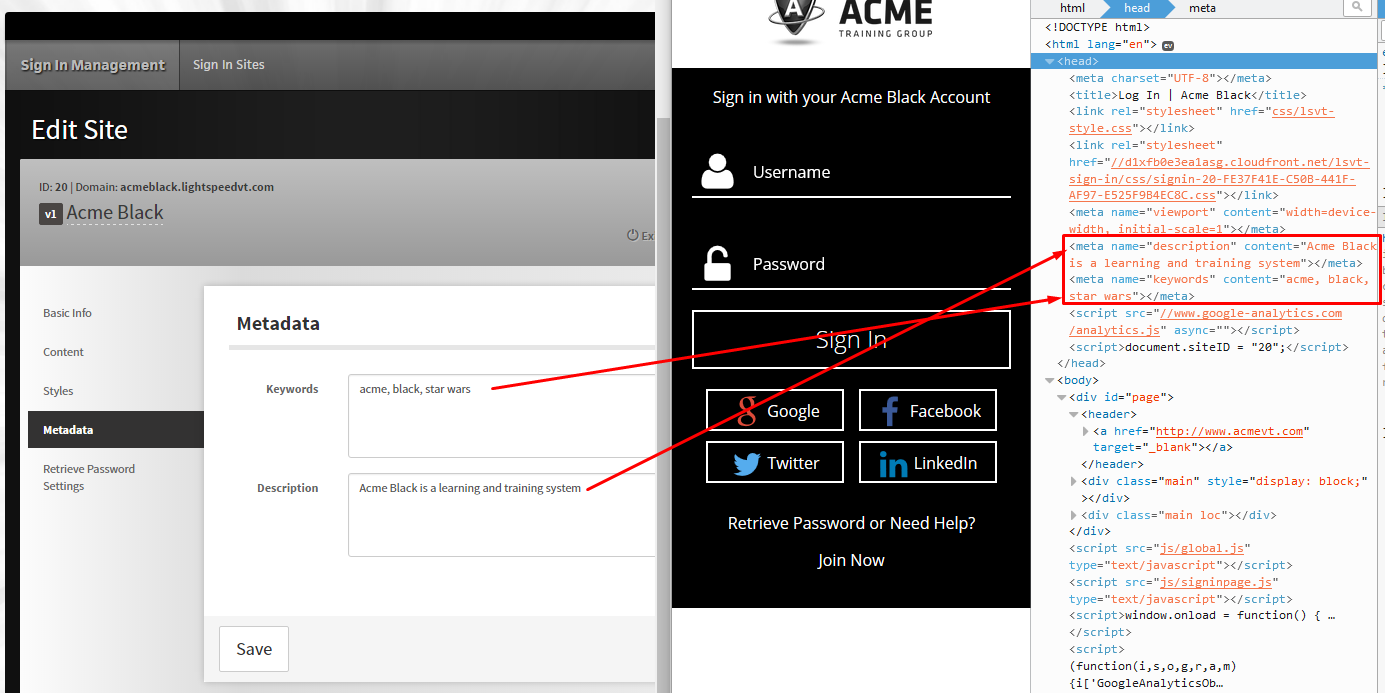 Sign In Management
Sign In Sites
Edit Site
ID: 20 | Domain: acmeblack.lightspeedvt.com
v1 Acme Black
Ex
Basic Info
Content
Styles
Metadata
Retrieve Password
Settings
Metadata
Keywords
acme, black, star wars
Description
Acme Black is a learning and training system
Save
A
ACME
TRAINING GROUP
Sign in with your Acme Black Account
Username
Password
Sign In
Google
Facebook
Twitter
LinkedIn
Retrieve Password or Need Help?
Join Now
html
head
meta
<!DOCTYPE html>
<html lang="en"> ev
<head>
<meta charset="UTF-8"></meta>
<title>Log In | Acme Black</title>
<link rel="stylesheet" href="css/lsvt-
style.css"></link>
<link rel="stylesheet"
href="//d1xfb0e3ea1asg.cloudfront.net/lsvt-
sign-in/css/signin-20-FE37F41E-C50B-441F-
AF97-E525F9B4EC8C.css"></link>
<meta name="viewport" content="width=device-
width, initial-scale=1"></meta>
<meta name="description" content="Acme Black
is a learning and training system"></meta>
<meta name="keywords" content="acme, black,
star wars"></meta>
<script src="//www.google-analytics.com
/analytics.js" async=""></script>
<script>document.siteID = "20";</script>
</head>
<body>
<div id="page">
<header>
<a href="http://www.acmevt.com"
target="_blank"></a>
</header>
<div class="main" style="display: block;"
></div>
<div class="main loc"></div>
</div>
<script src="js/global.js"
type="text/javascript"></script>
<script src="js/signinpage.js"
type="text/javascript"></script>
<script>window.onload = function() { …
</script>
<script>
(function(i,s,o,g,r,a,m)
{i['GoogleAnalyticsOb…